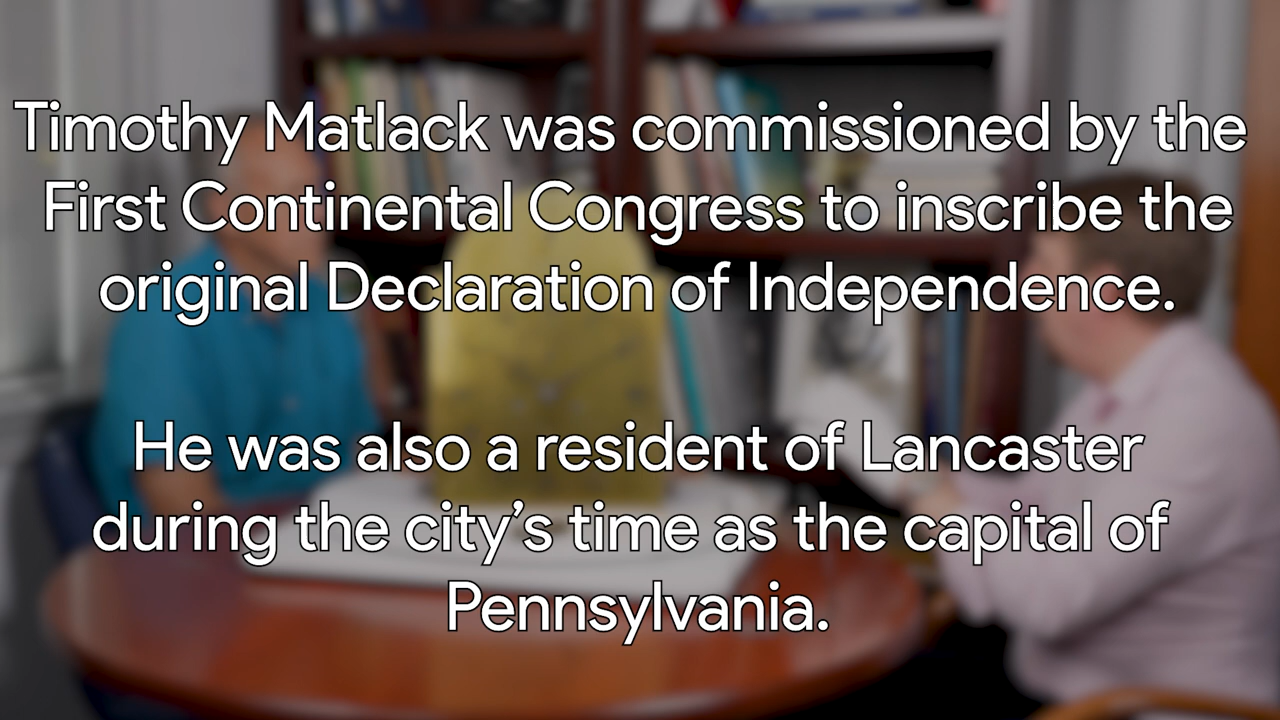 Timothy Matlack was commissioned by the
First Continental Congress to inscribe the
original Declaration of Independence.
He was also a resident of Lancaster
during the city’s time as the capital of
Pennsylvania.